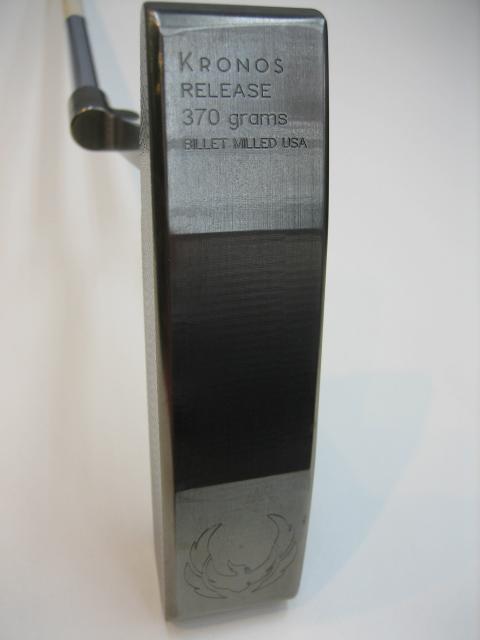 KRONOS
RELEASE
370 grams
BILLET MILLED USA